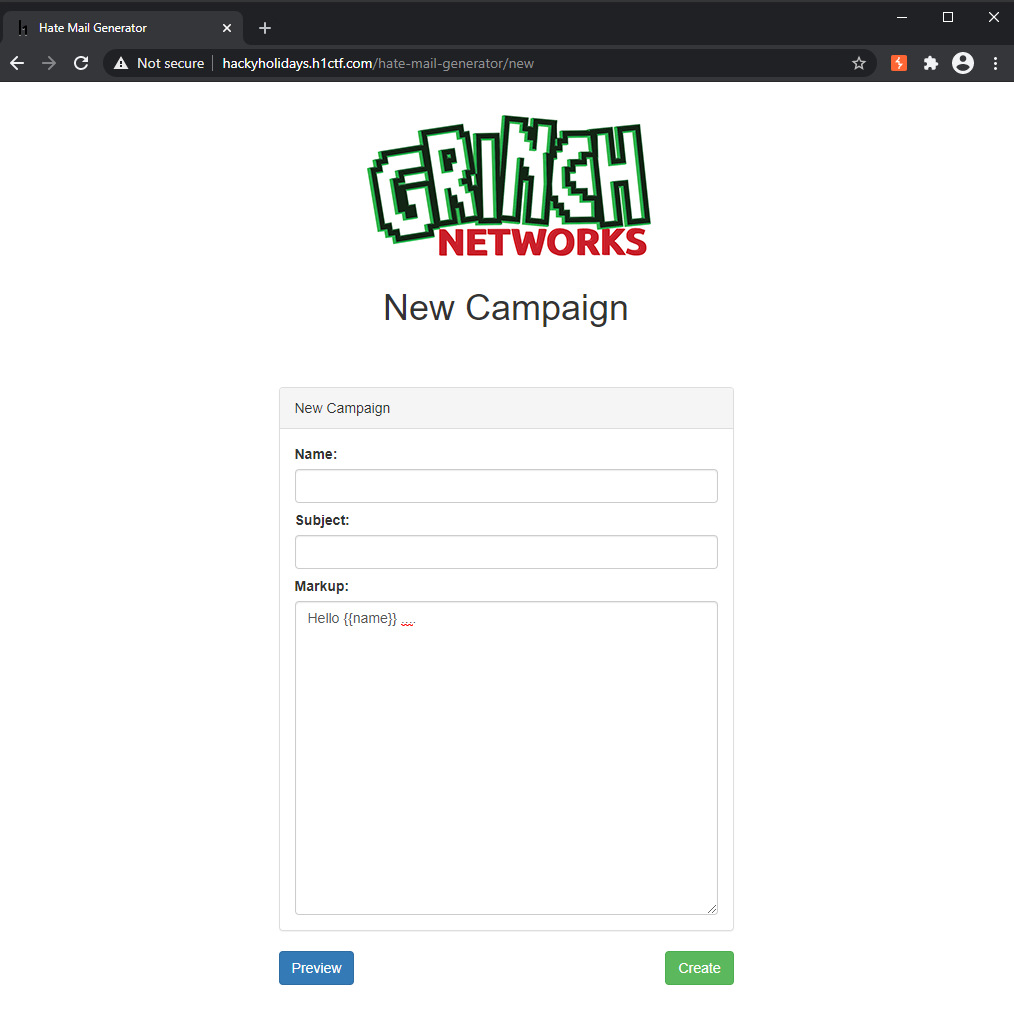 Hate Mail Generator
Not secure hackyholidays.h1ctf.com/hate-mail-generator/new
GRINCH
NETWORKS
New Campaign
New Campaign
Name:
Subject:
Markup:
Hello {{name}} ....
Preview
Create